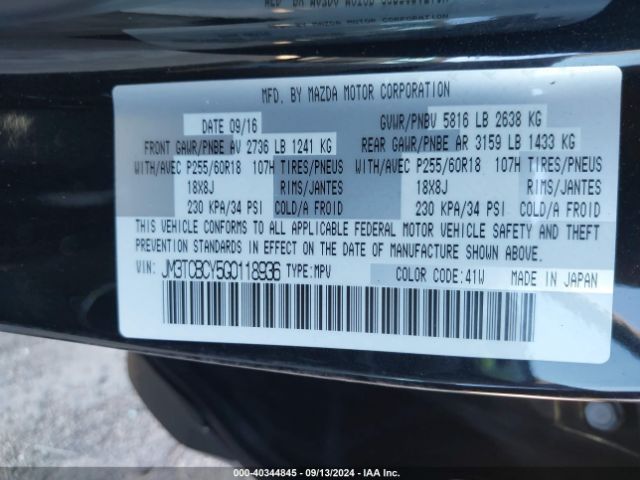 MFD. BY MAZDA MOTOR CORPORATION
DATE 09/16 GVWR/PNBV 5816 LB 2638 KG
FRONT GAWR/PNBE AV 2736 LB 1241 KG REAR GAWR/PNBE AR 3159 LB 1433 KG
WITH/AVEC P255/60R18 107H TIRES/PNEUS WITH/AVEC P255/60R18 107H TIRES/PNEUS
18X8J RIMS/JANTES 18X8J RIMS/JANTES
230 KPA/34 PSI COLD/A FROID 230 KPA/34 PSI COLD/A FROID
THIS VEHICLE CONFORMS TO ALL APPLICABLE FEDERAL MOTOR VEHICLE SAFETY AND THEFT
PREVENTION STANDARDS IN EFFECT ON THE DATE OF MANUFACTURE SHOWN ABOVE.
VIN: JM3TCBCY5G0118936 TYPE:MPV COLOR CODE:41W MADE IN JAPAN
000-40344845 - 09/13/2024 - IAA Inc.